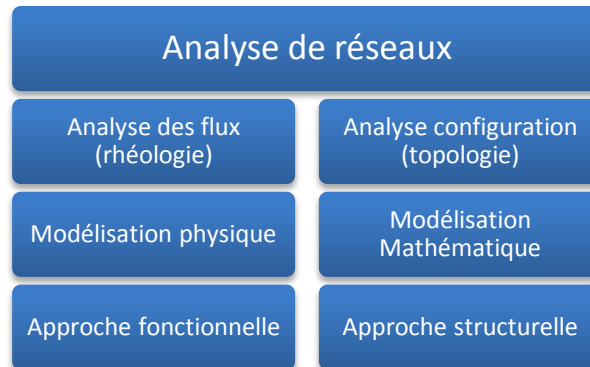 Analyse de réseaux
Analyse des flux
(rhéologie)
Analyse configuration
(topologie)
Modélisation physique
Modélisation
Mathématique
Approche fonctionnelle
Approche structurelle